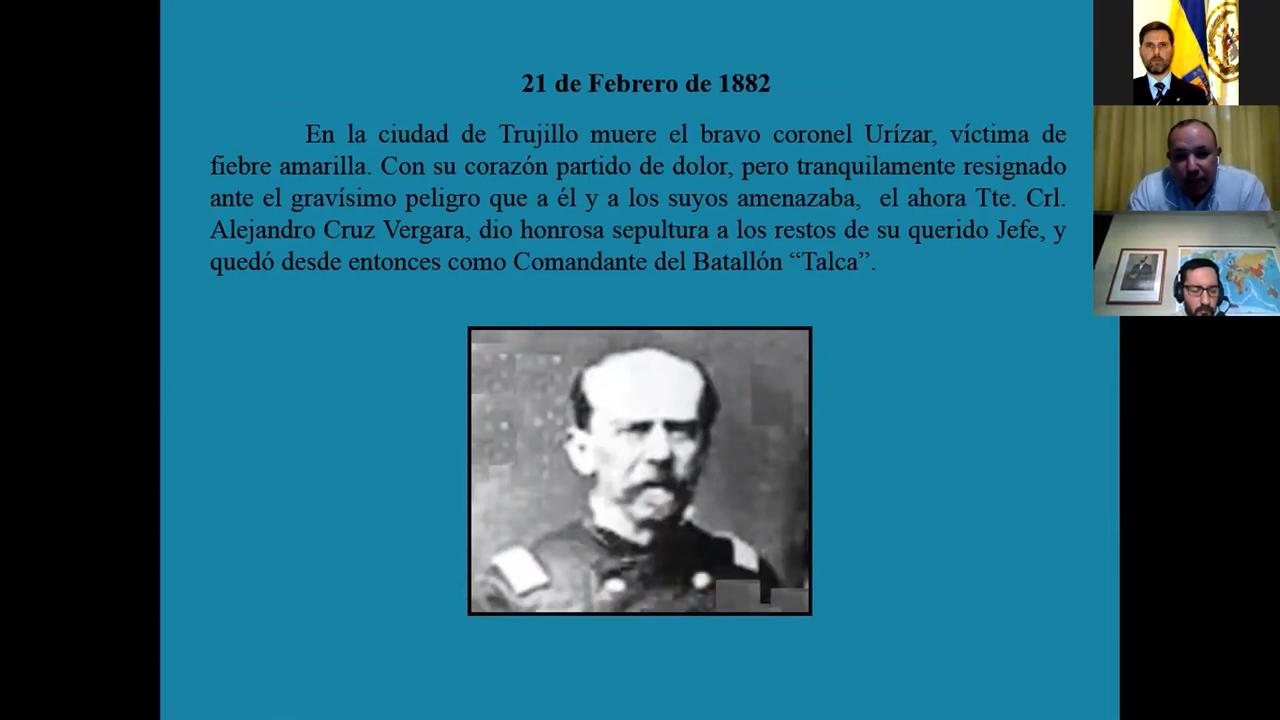 21 de Febrero de 1882
En la ciudad de Trujillo muere el bravo coronel Urízar, víctima de
fiebre amarilla. Con su corazón partido de dolor, pero tranquilamente resignado
ante el gravísimo peligro que a él y a los suyos amenazaba, el ahora Tte. Crl.
Alejandro Cruz Vergara, dio honrosa sepultura a los restos de su querido Jefe, y
quedó desde entonces como Comandante del Batallón “Talca”.